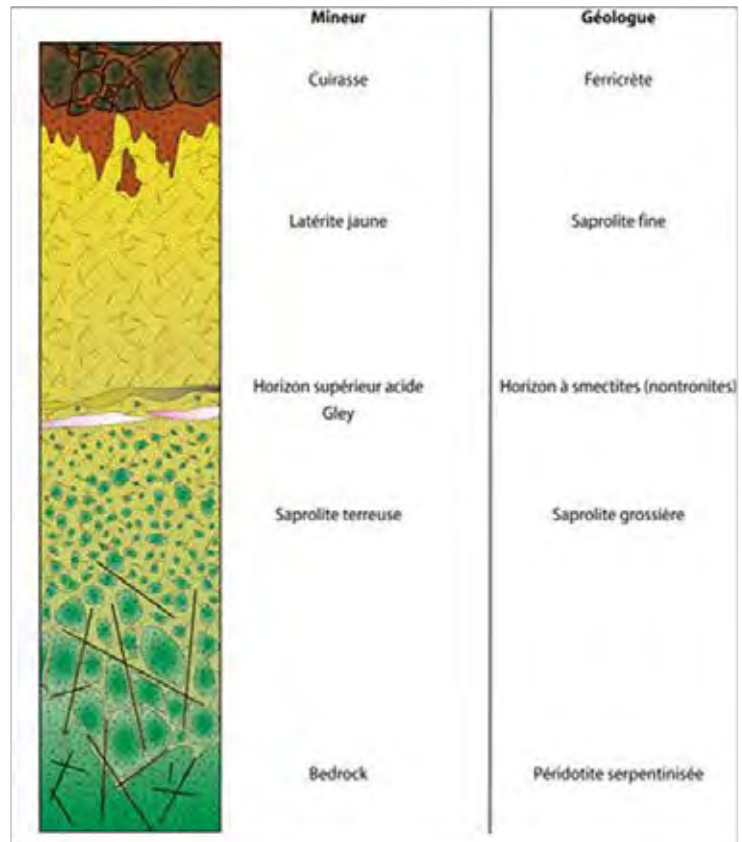 Mineur Géologue
Cuirasse Ferricrète
Latérite jaune Saprolite fine
Horizon supérieur acide Horizon à smectites (nontronites)
Gley
Saprolite terreuse Saprolite grossière
Bedrock Péridotite serpentinisée